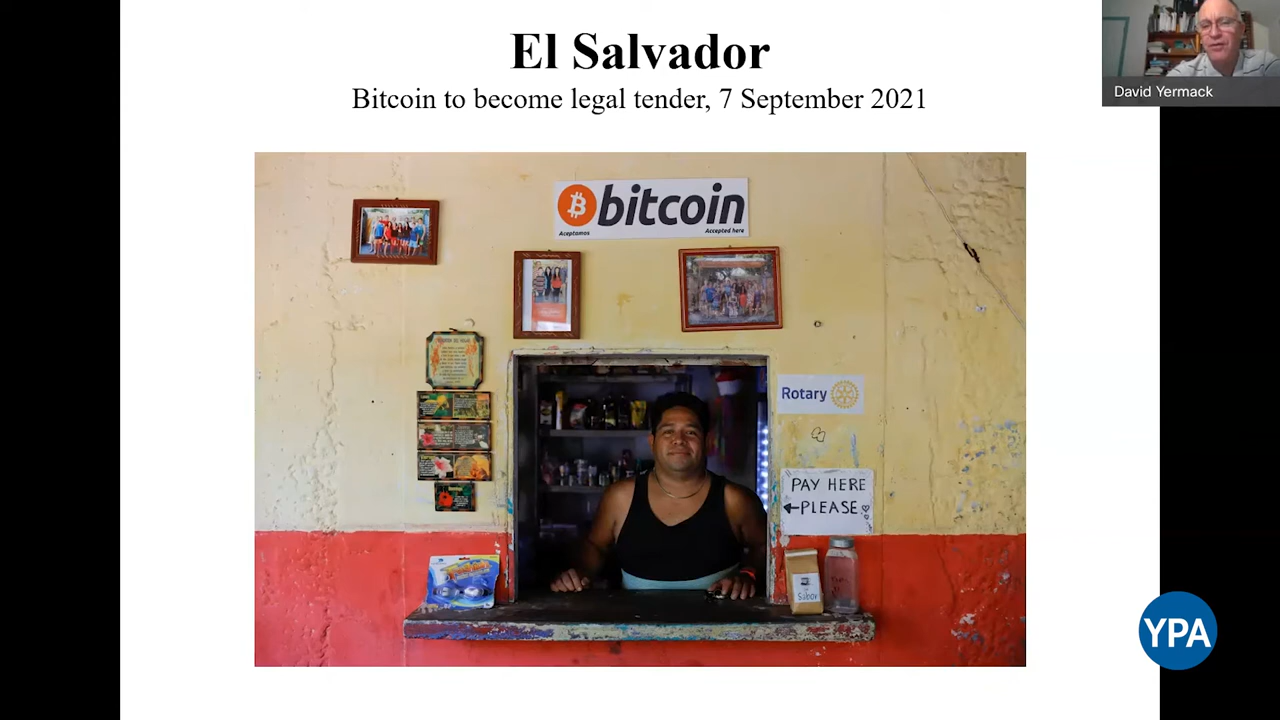 El Salvador
Bitcoin to become legal tender, 7 September 2021
David Yermack
bitcoin
Aceptamos
Accepted here
Rotary
PAY HERE
PLEASE
Sabor
YPA